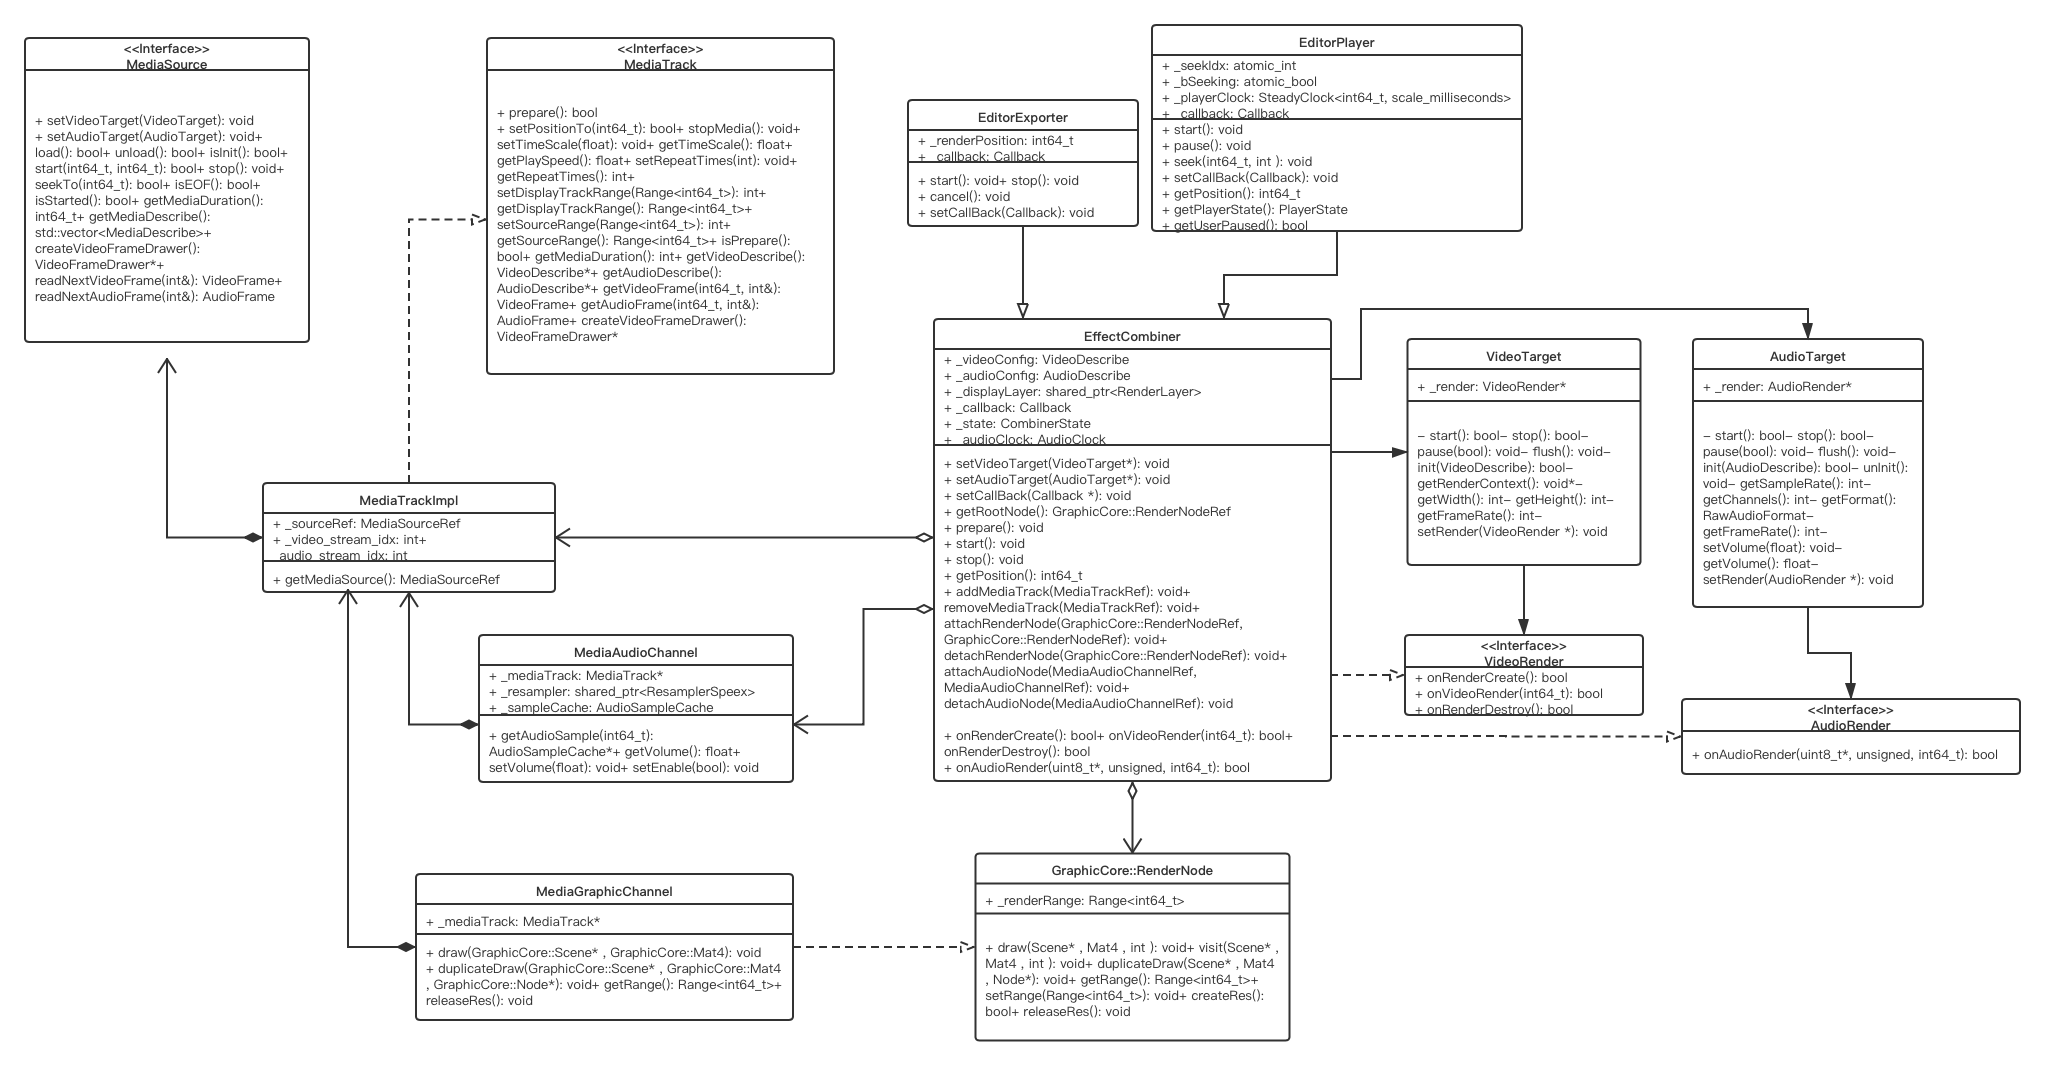 <<Interface>>
MediaSource
+ setVideoTarget(VideoTarget): void
+ setAudioTarget(AudioTarget): void+
load(): bool+ unload(): bool+ isInit(): bool+
start(int64_t, int64_t): bool+ stop(): void+
seekTo(int64_t): bool+ isEOF(): bool+
isStarted(): bool+ getMediaDuration():
int64_t+ getMediaDescribe():
std::vector<MediaDescribe>+
createVideoFrameDrawer():
VideoFrameDrawer*+
readNextVideoFrame(int&): VideoFrame+
readNextAudioFrame(int&): AudioFrame
<<Interface>>
MediaTrack
+ prepare(): bool
+ setPositionTo(int64_t): bool+ stopMedia(): void+
setTimeScale(float): void+ getTimeScale(): float+
getPlaySpeed(): float+ setRepeatTimes(int): void+
getRepeatTimes(): int+
setDisplayTrackRange(Range<int64_t>): int+
getDisplayTrackRange(): Range<int64_t>+
setSourceRange(Range<int64_t>): int+
getSourceRange(): Range<int64_t>+ isPrepare():
bool+ getMediaDuration(): int+ getVideoDescribe():
VideoDescribe*+ getAudioDescribe():
AudioDescribe*+ getVideoFrame(int64_t, int&):
VideoFrame+ getAudioFrame(int64_t, int&):
AudioFrame+ createVideoFrameDrawer():
VideoFrameDrawer*
EditorExporter
+ _renderPosition: int64_t
+ _callback: Callback
+ start(): void+ stop(): void
+ cancel(): void
+ setCallBack(Callback): void
EditorPlayer
+ _seekIdx: atomic_int
+ _bSeeking: atomic_bool
+ _playerClock: SteadyClock<int64_t, scale_milliseconds>
+ _callback: Callback
+ start(): void
+ pause(): void
+ seek(int64_t, int ): void
+ setCallBack(Callback): void
+ getPosition(): int64_t
+ getPlayerState(): PlayerState
+ getUserPaused(): bool
EffectCombiner
+ _videoConfig: VideoDescribe
+ _audioConfig: AudioDescribe
+ _displayLayer: shared_ptr<RenderLayer>
+ _callback: Callback
+ _state: CombinerState
+ _audioClock: AudioClock
+ setVideoTarget(VideoTarget*): void
+ setAudioTarget(AudioTarget*): void
+ setCallBack(Callback *): void
+ getRootNode(): GraphicCore::RenderNodeRef
+ prepare(): void
+ start(): void
+ stop(): void
+ getPosition(): int64_t
+ addMediaTrack(MediaTrackRef): void+
removeMediaTrack(MediaTrackRef): void+
attachRenderNode(GraphicCore::RenderNodeRef,
GraphicCore::RenderNodeRef): void+
detachRenderNode(GraphicCore::RenderNodeRef): void+
attachAudioNode(MediaAudioChannelRef,
MediaAudioChannelRef): void+
detachAudioNode(MediaAudioChannelRef): void
+ onRenderCreate(): bool+ onVideoRender(int64_t): bool+
onRenderDestroy(): bool
+ onAudioRender(uint8_t*, unsigned, int64_t): bool
VideoTarget
+ _render: VideoRender*
− start(): bool− stop(): bool−
pause(bool): void− flush(): void−
init(VideoDescribe): bool−
getRenderContext(): void*−
getWidth(): int− getHeight(): int−
getFrameRate(): int−
setRender(VideoRender *): void
AudioTarget
+ _render: AudioRender*
− start(): bool− stop(): bool−
pause(bool): void− flush(): void−
init(AudioDescribe): bool− unInit():
void− getSampleRate(): int−
getChannels(): int− getFormat():
RawAudioFormat−
getFrameRate(): int−
setVolume(float): void−
getVolume(): float−
setRender(AudioRender *): void
MediaTrackImpl
+ _sourceRef: MediaSourceRef
+ _video_stream_idx: int+
_audio_stream_idx: int
+ getMediaSource(): MediaSourceRef
MediaAudioChannel
+ _mediaTrack: MediaTrack*
+ _resampler: shared_ptr<ResamplerSpeex>
+ _sampleCache: AudioSampleCache
+ getAudioSample(int64_t):
AudioSampleCache*+ getVolume(): float+
setVolume(float): void+ setEnable(bool): void
<<Interface>>
VideoRender
+ onRenderCreate(): bool
+ onVideoRender(int64_t): bool
+ onRenderDestroy(): bool
<<Interface>>
AudioRender
+ onAudioRender(uint8_t*, unsigned, int64_t): bool
MediaGraphicChannel
+ _mediaTrack: MediaTrack*
+ draw(GraphicCore::Scene* , GraphicCore::Mat4): void
+ duplicateDraw(GraphicCore::Scene* , GraphicCore::Mat4
, GraphicCore::Node*): void+ getRange(): Range<int64_t>+
releaseRes(): void
GraphicCore::RenderNode
+ _renderRange: Range<int64_t>
+ draw(Scene* , Mat4 , int ): void+ visit(Scene* ,
Mat4 , int ): void+ duplicateDraw(Scene* , Mat4
, Node*): void+ getRange(): Range<int64_t>+
setRange(Range<int64_t>): void+ createRes():
bool+ releaseRes(): void